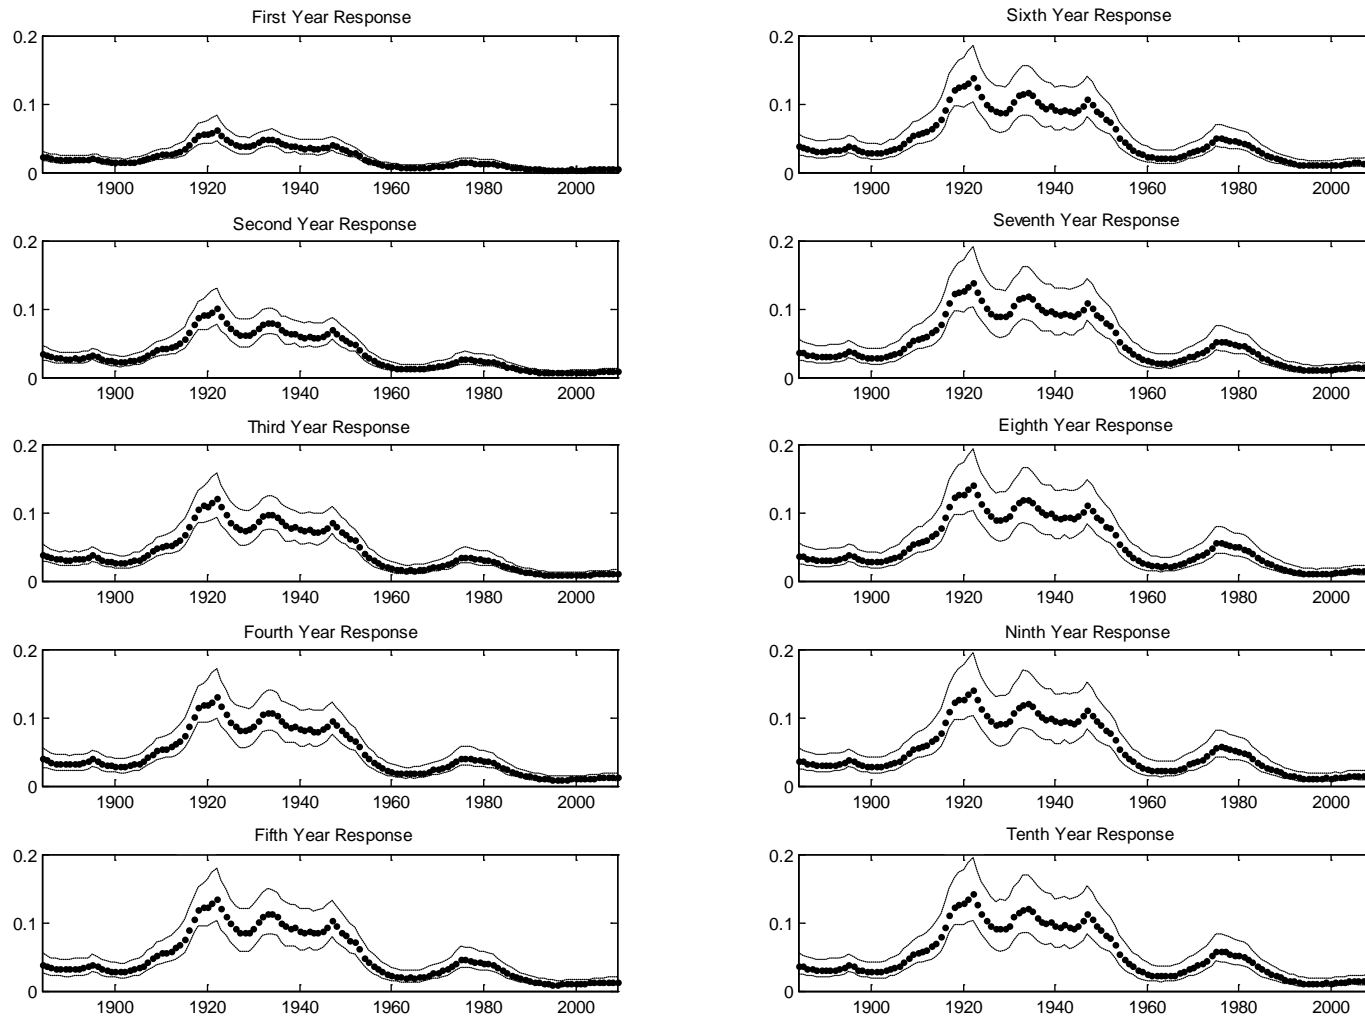 First Year Response
0.2
0.1
0
1900 1920 1940 1960 1980 2000
Second Year Response
0.2
0.1
0
1900 1920 1940 1960 1980 2000
Third Year Response
0.2
0.1
0
1900 1920 1940 1960 1980 2000
Fourth Year Response
0.2
0.1
0
1900 1920 1940 1960 1980 2000
Fifth Year Response
0.2
0.1
0
1900 1920 1940 1960 1980 2000
Sixth Year Response
0.2
0.1
0
1900 1920 1940 1960 1980 2000
Seventh Year Response
0.2
0.1
0
1900 1920 1940 1960 1980 2000
Eighth Year Response
0.2
0.1
0
1900 1920 1940 1960 1980 2000
Ninth Year Response
0.2
0.1
0
1900 1920 1940 1960 1980 2000
Tenth Year Response
0.2
0.1
0
1900 1920 1940 1960 1980 2000